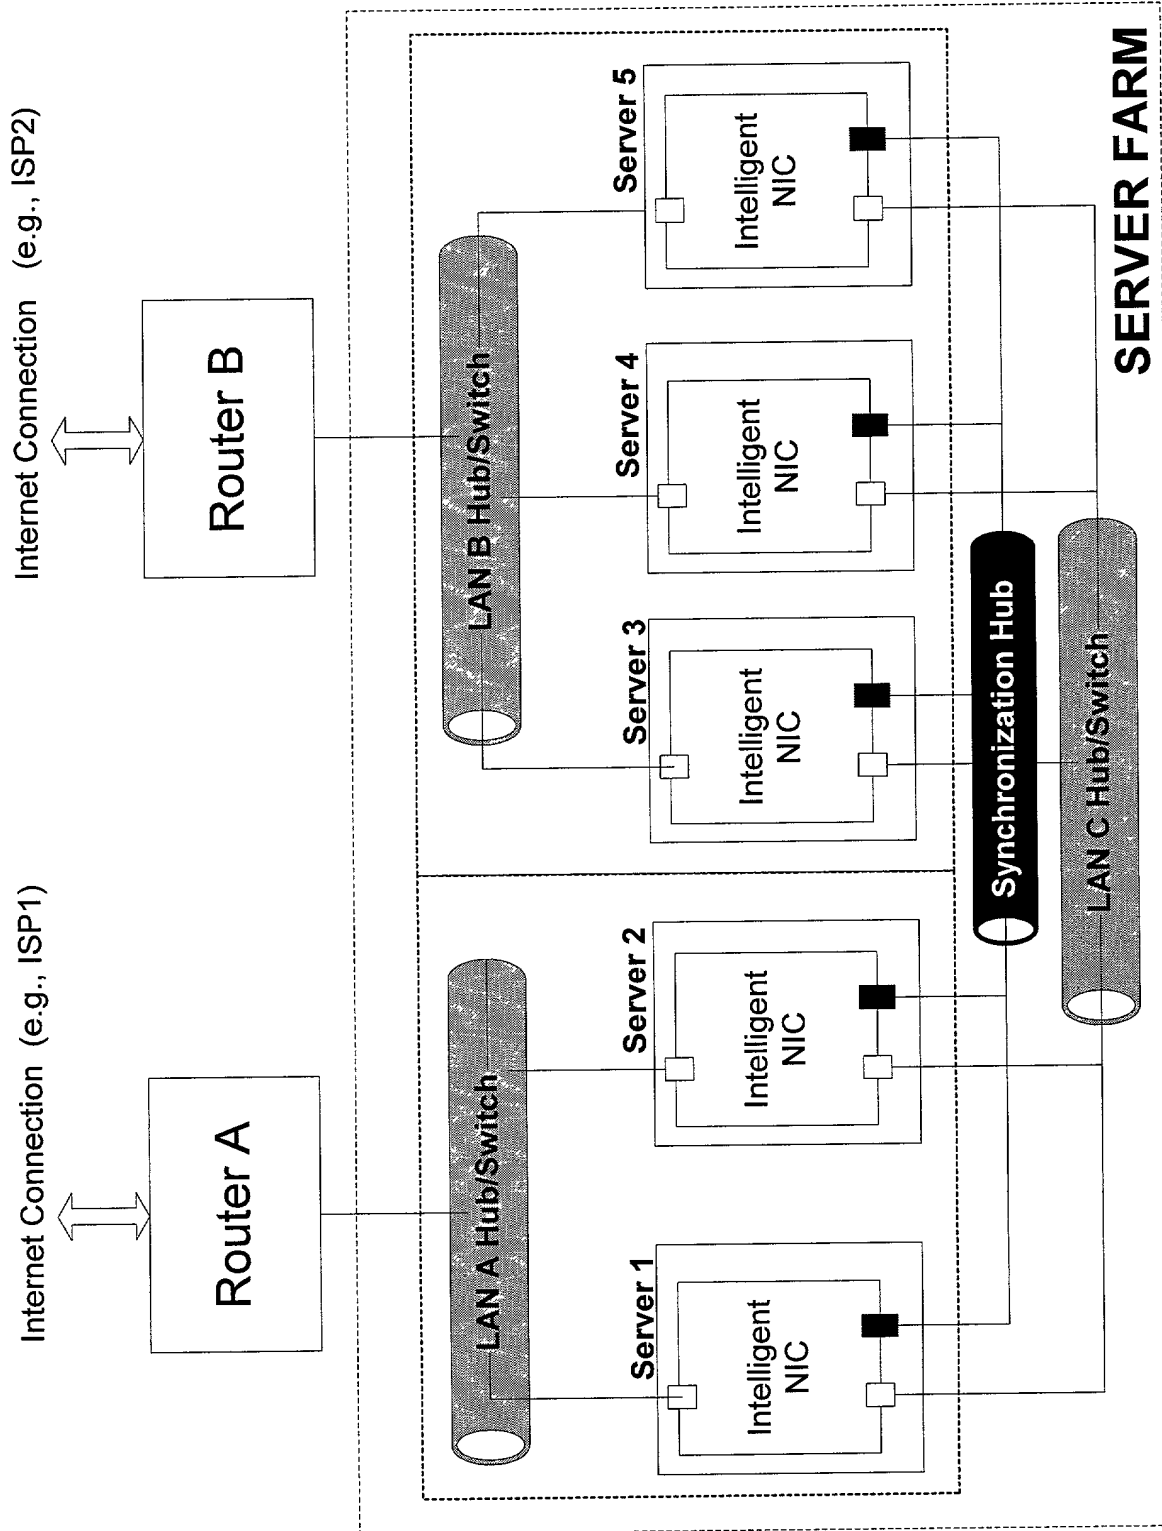 Internet Connection (e.g., ISP1)
Internet Connection (e.g., ISP2)
Router A
Router B
LAN A Hub/Switch
LAN B Hub/Switch
Server 1
Intelligent
NIC
Server 2
Intelligent
NIC
Server 3
Intelligent
NIC
Server 4
Intelligent
NIC
Server 5
Intelligent
NIC
Synchronization Hub
LAN C Hub/Switch
SERVER FARM